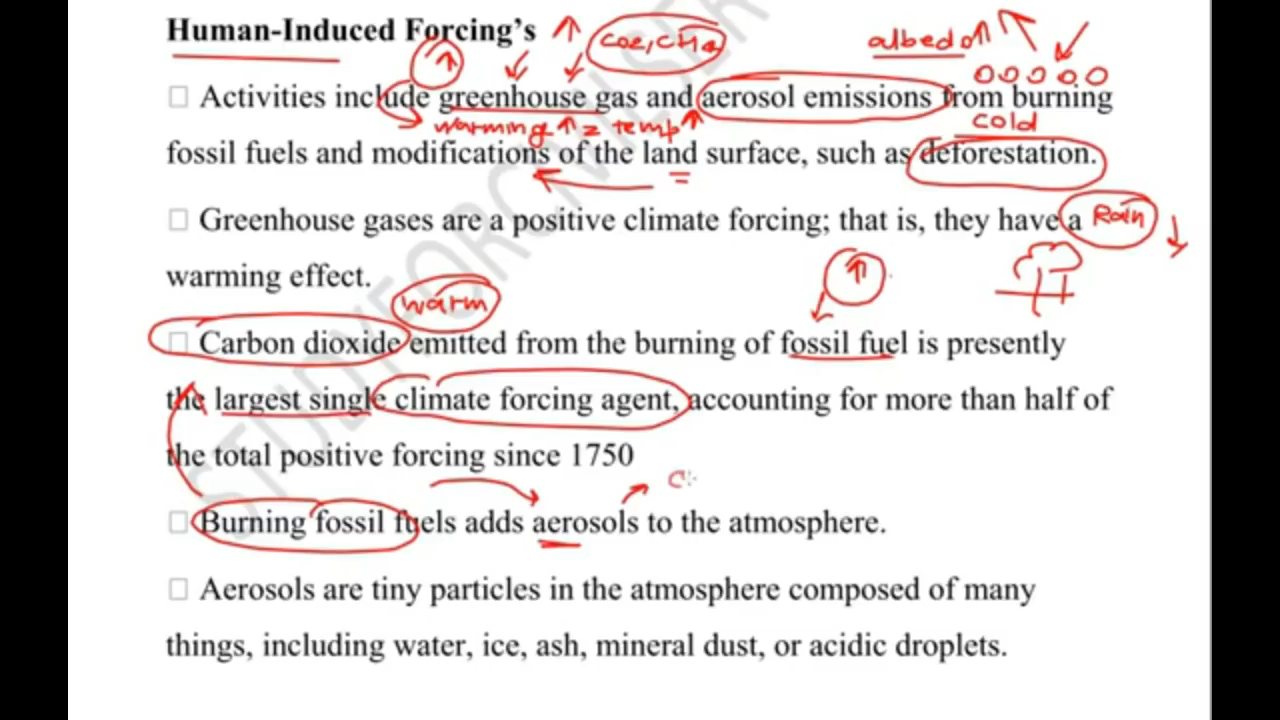 Human-Induced Forcing's
CO2, CH4
albedo
Activities include greenhouse gas and aerosol emissions from burning
warming = temp
cold
fossil fuels and modifications of the land surface, such as deforestation.
Greenhouse gases are a positive climate forcing; that is, they have a
Rain
warming effect.
warm
Carbon dioxide emitted from the burning of fossil fuel is presently
the largest single climate forcing agent, accounting for more than half of
the total positive forcing since 1750
Burning fossil fuels adds aerosols to the atmosphere.
Aerosols are tiny particles in the atmosphere composed of many
things, including water, ice, ash, mineral dust, or acidic droplets.